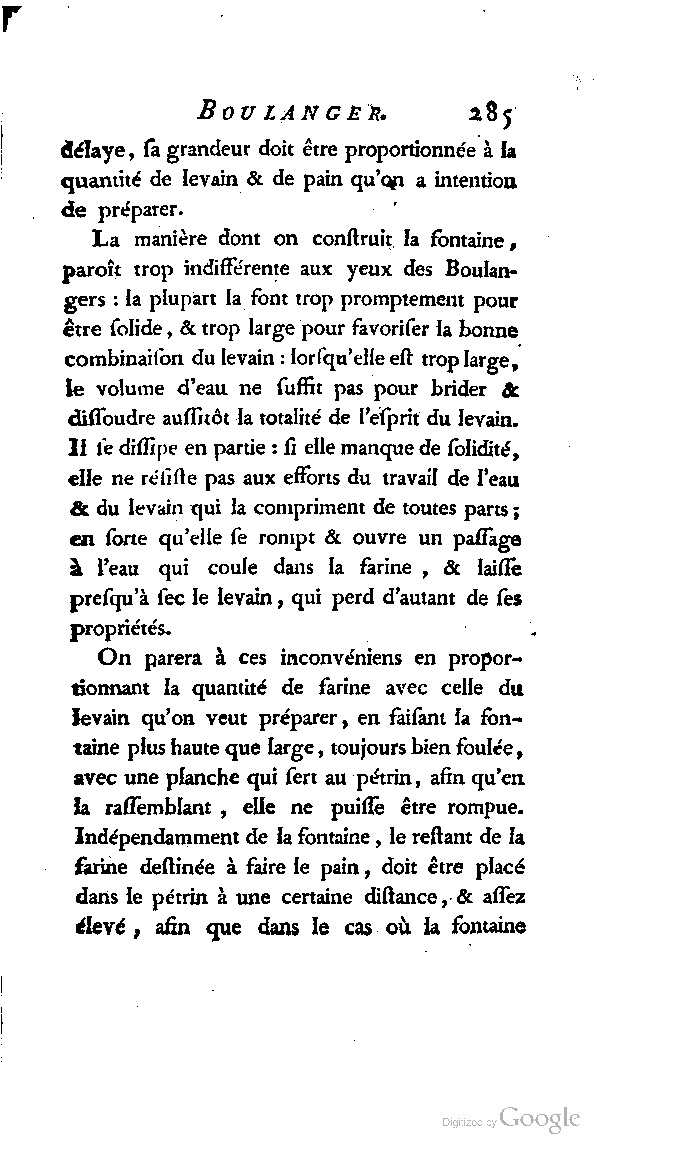 BOULANGER. 285
délaye, ſa grandeur doit être proportionnée à la
quantité de levain & de pain qu'on a intention
de préparer.
La manière dont on conſtruit la fontaine,
paroît trop indifférente aux yeux des Boulan-
gers : la plupart la font trop promptement pour
être ſolide, & trop large pour favoriſer la bonne
combinaiſon du levain : lorſqu'elle eſt trop large,
le volume d'eau ne ſuffit pas pour brider &
diſſoudre auſſitôt la totalité de l'eſprit du levain.
Il ſe diſſipe en partie : ſi elle manque de ſolidité,
elle ne réſiſte pas aux efforts du travail de l'eau
& du levain qui la compriment de toutes parts ;
en ſorte qu'elle ſe rompt & ouvre un paſſage
à l'eau qui coule dans la farine , & laiſſe
preſqu'à ſec le levain, qui perd d'autant de ſes
propriétés.
On parera à ces inconvéniens en propor-
tionnant la quantité de farine avec celle du
levain qu'on veut préparer, en faiſant la fon-
taine plus haute que large, toujours bien foulée,
avec une planche qui ſert au pétrin, afin qu'en
la raſſemblant , elle ne puiſſe être rompue.
Indépendamment de la fontaine, le reſtant de la
farine deſtinée à faire le pain, doit être placé
dans le pétrin à une certaine diſtance, & aſſez
élevé , afin que dans le cas où la fontaine
Digitized by Google